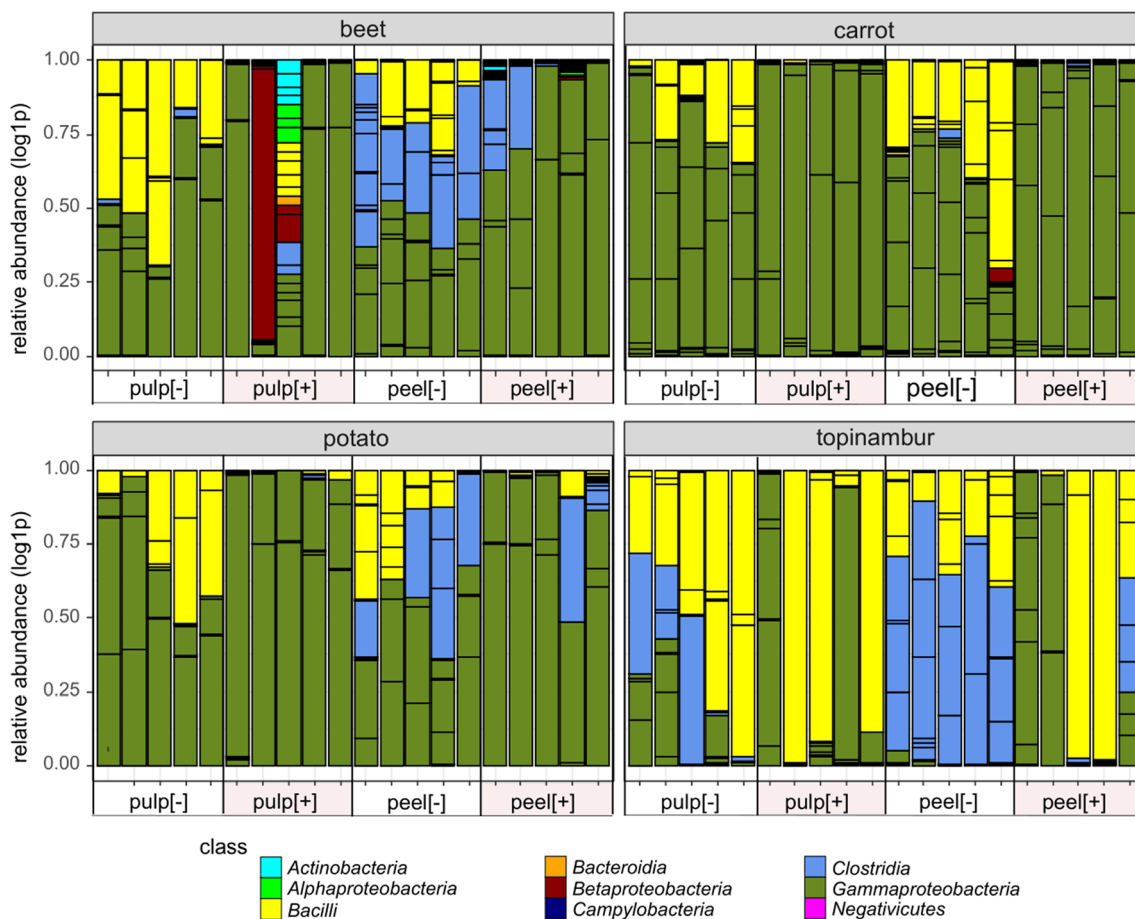 beet
carrot
relative abundance (log1p)
1.00
0.75
0.50
0.25
0.00
pulp[-]
pulp[+]
peel[-]
peel[+]
pulp[-]
pulp[+]
peel[-]
peel[+]
potato
topinambur
relative abundance (log1p)
1.00
0.75
0.50
0.25
0.00
pulp[-]
pulp[+]
peel[-]
peel[+]
pulp[-]
pulp[+]
peel[-]
peel[+]
class
Actinobacteria
Alphaproteobacteria
Bacilli
Bacteroidia
Betaproteobacteria
Campylobacteria
Clostridia
Gammaproteobacteria
Negativicutes